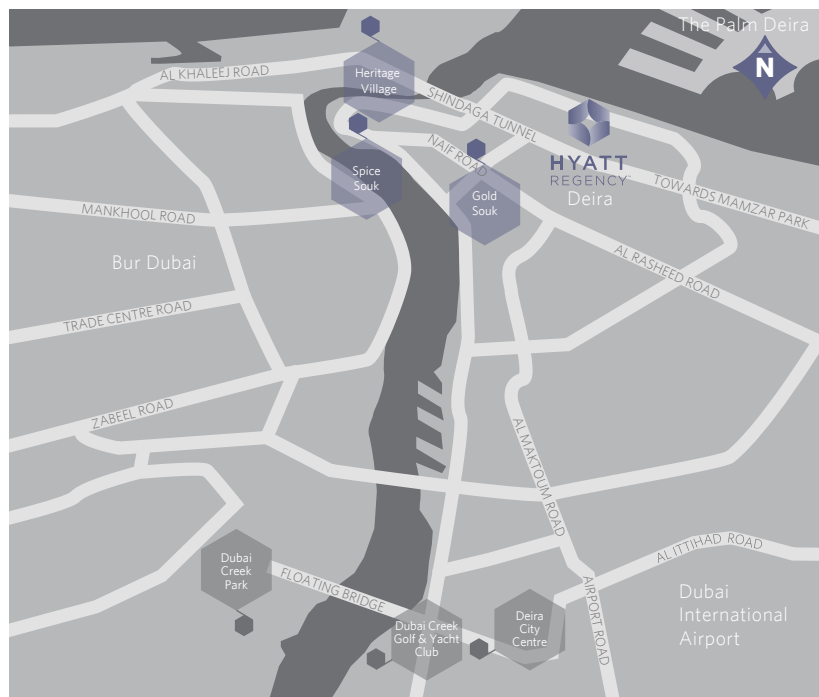 The Palm Deira
N
AL KHALEEJ ROAD
Heritage
Village
SHINDAGA TUNNEL
NAIF ROAD
HYATT
REGENCY
Deira
Spice
Souk
Gold
Souk
TOWARDS MAMZAR PARK
MANKHOOL ROAD
AL RASHEED ROAD
Bur Dubai
TRADE CENTRE ROAD
ZABEEL ROAD
AL MAKTOUM ROAD
AL ITTIHAD ROAD
Dubai
Creek
Park
FLOATING BRIDGE
AIRPORT ROAD
Dubai
International
Airport
Dubai Creek
Golf & Yacht
Club
Deira
City
Centre